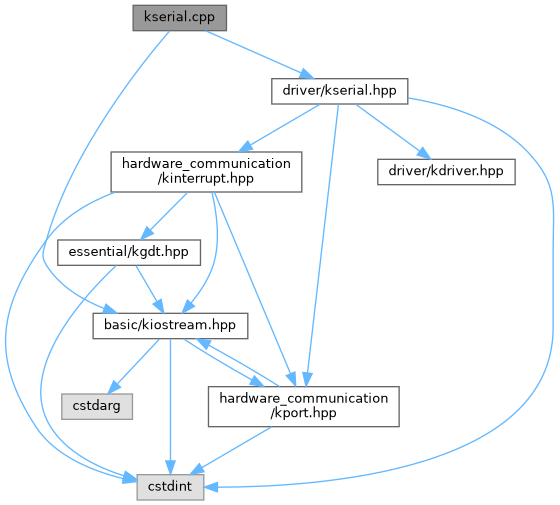 kserial.cpp
driver/kserial.hpp
hardware_communication
/kinterrupt.hpp
driver/kdriver.hpp
essential/kgdt.hpp
basic/kiostream.hpp
cstdarg
hardware_communication
/kport.hpp
cstdint